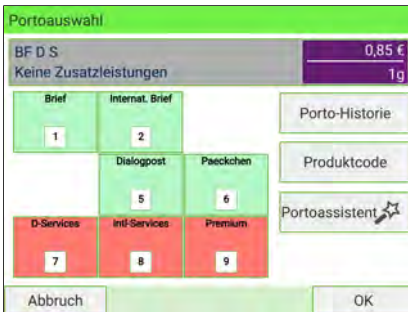 Portoauswahl
BF D S
Keine Zusatzleistungen
0,85 €
1g
Brief
1
Internat. Brief
2
Dialogpost
5
Paeckchen
6
D-Services
7
Intl-Services
8
Premium
9
Porto-Historie
Produktcode
Portoassistent
Abbruch
OK